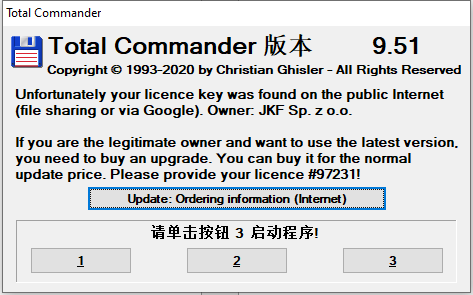 Total Commander
Total Commander 版本 9.51
Copyright © 1993-2020 by Christian Ghisler - All Rights Reserved
Unfortunately your licence key was found on the public Internet
(file sharing or via Google). Owner: JKF Sp. z o.o.
If you are the legitimate owner and want to use the latest version,
you need to buy an upgrade. You can buy it for the normal
update price. Please provide your licence #97231!
Update: Ordering information (Internet)
请单击按钮 3 启动程序!
1 2 3